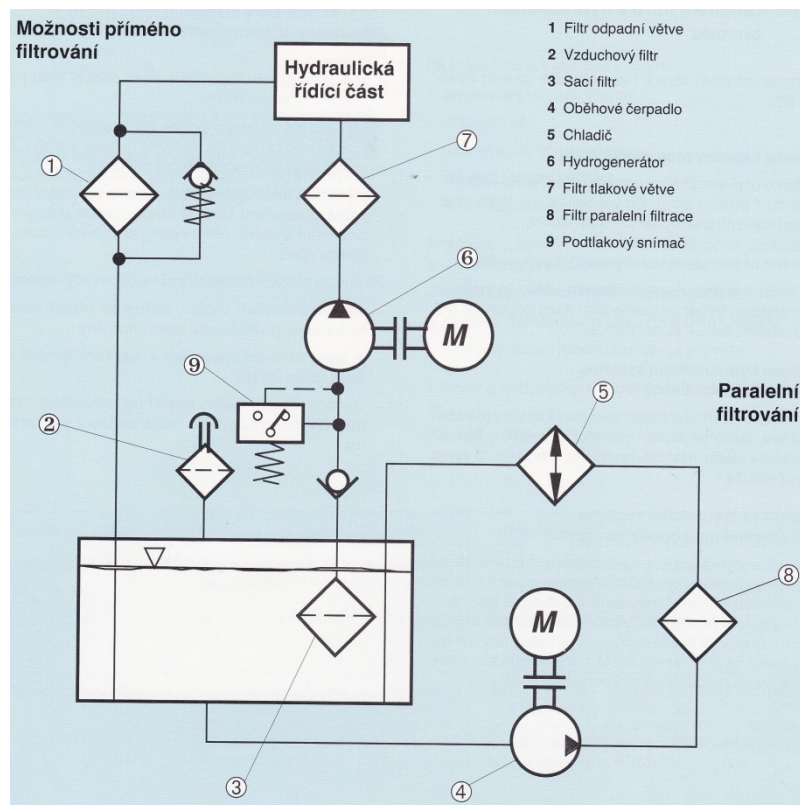 Možnosti přímého
filtrování
Hydraulická
řídící část
1 Filtr odpadní větve
2 Vzduchový filtr
3 Sací filtr
4 Oběhové čerpadlo
5 Chladič
6 Hydrogenerátor
7 Filtr tlakové větve
8 Filtr paralelní filtrace
9 Podtlakový snímač
1
7
6
M
9
2
5
Paralelní
filtrování
8
M
3
4